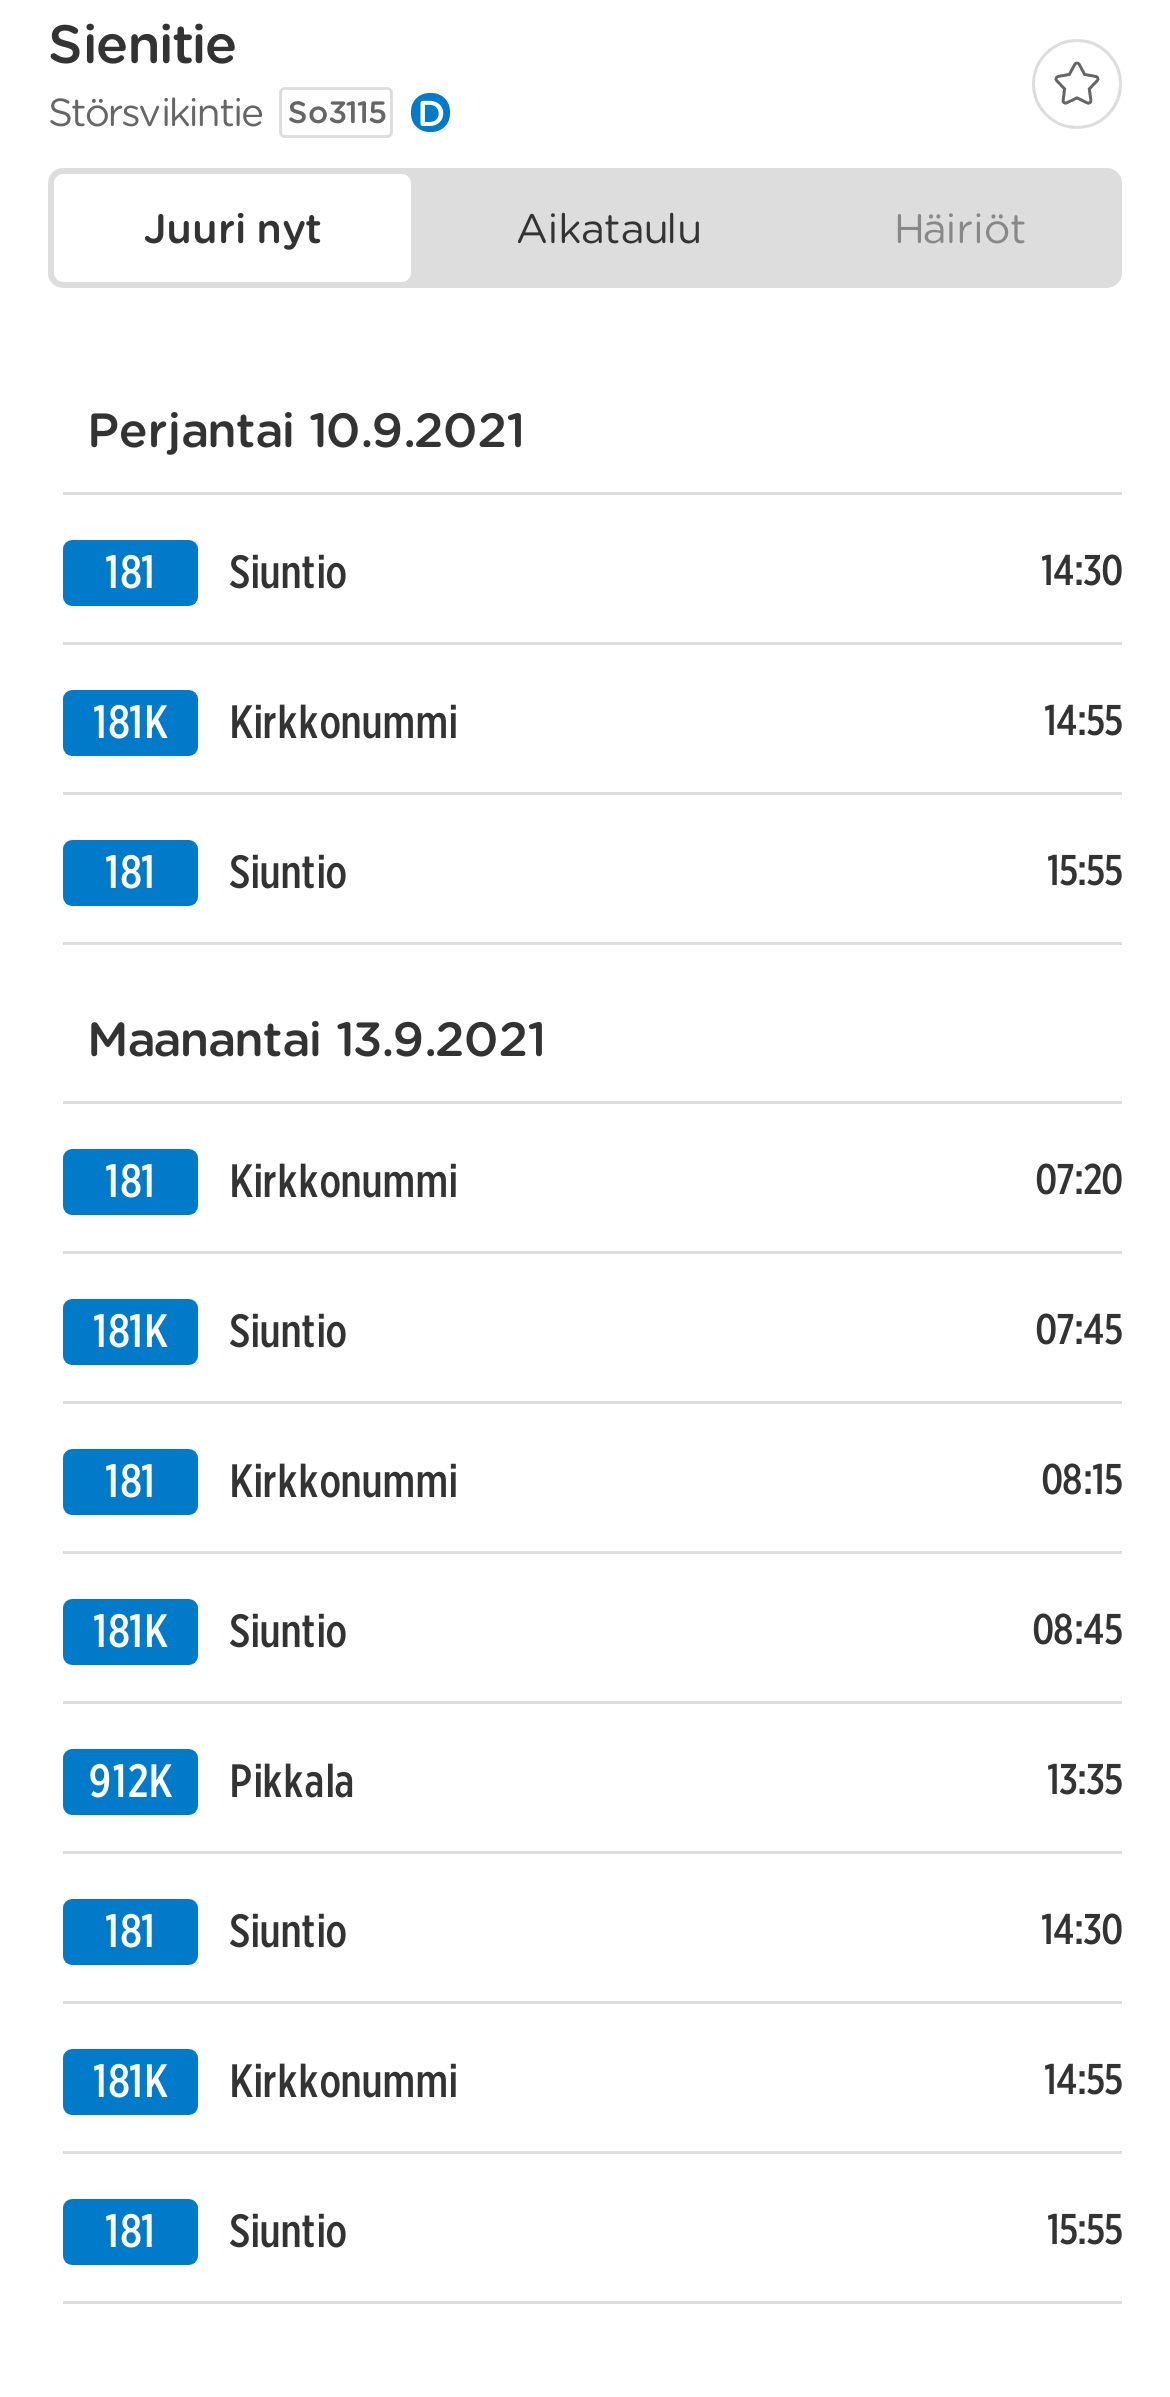 Sienitie
Störsvikintie So3115 D
Juuri nyt Aikataulu Häiriöt
Perjantai 10.9.2021
181 Siuntio 14:30
181K Kirkkonummi 14:55
181 Siuntio 15:55
Maanantai 13.9.2021
181 Kirkkonummi 07:20
181K Siuntio 07:45
181 Kirkkonummi 08:15
181K Siuntio 08:45
912K Pikkala 13:35
181 Siuntio 14:30
181K Kirkkonummi 14:55
181 Siuntio 15:55